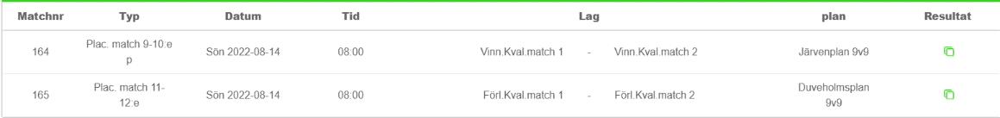 Matchnr Typ Datum Tid Lag plan Resultat
164 Plac. match 9-10:e p Sön 2022-08-14 08:00 Vinn.Kval.match 1 - Vinn.Kval.match 2 Järvenplan 9v9
165 Plac. match 11-12:e Sön 2022-08-14 08:00 Förl.Kval.match 1 - Förl.Kval.match 2 Duveholmsplan 9v9